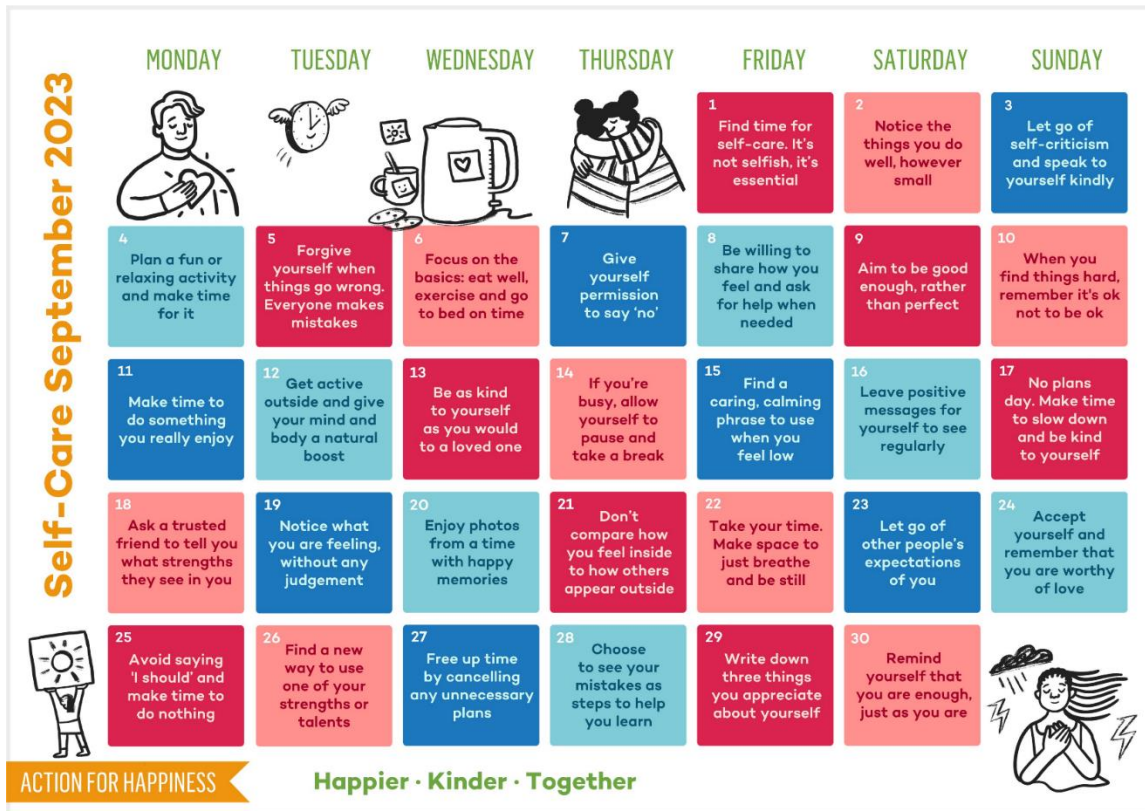 Self-Care September 2023
MONDAY
TUESDAY
WEDNESDAY
THURSDAY
FRIDAY
SATURDAY
SUNDAY
1
Find time for
self-care. It's
not selfish, it's
essential
2
Notice the
things you do
well, however
small
3
Let go of
self-criticism
and speak to
yourself kindly
4
Plan a fun or
relaxing activity
and make time
for it
5
Forgive
yourself when
things go wrong.
Everyone makes
mistakes
6
Focus on the
basics: eat well,
exercise and go
to bed on time
7
Give
yourself
permission
to say ‘no’
8
Be willing to
share how you
feel and ask
for help when
needed
9
Aim to be good
enough, rather
than perfect
10
When you
find things hard,
remember it's ok
not to be ok
11
Make time to
do something
you really enjoy
12
Get active
outside and give
your mind and
body a natural
boost
13
Be as kind
to yourself
as you would
to a loved one
14
If you're
busy, allow
yourself to
pause and
take a break
15
Find a
caring, calming
phrase to use
when you
feel low
16
Leave positive
messages for
yourself to see
regularly
17
No plans
day. Make time
to slow down
and be kind
to yourself
18
Ask a trusted
friend to tell you
what strengths
they see in you
19
Notice what
you are feeling,
without any
judgement
20
Enjoy photos
from a time
with happy
memories
21
Don't
compare how
you feel inside
to how others
appear outside
22
Take your time.
Make space to
just breathe
and be still
23
Let go of
other people's
expectations
of you
24
Accept
yourself and
remember that
you are worthy
of love
25
Avoid saying
‘I should’ and
make time to
do nothing
26
Find a new
way to use
one of your
strengths or
talents
27
Free up time
by cancelling
any unnecessary
plans
28
Choose
to see your
mistakes as
steps to help
you learn
29
Write down
three things
you appreciate
about yourself
30
Remind
yourself that
you are enough,
just as you are
ACTION FOR HAPPINESS
Happier · Kinder · Together